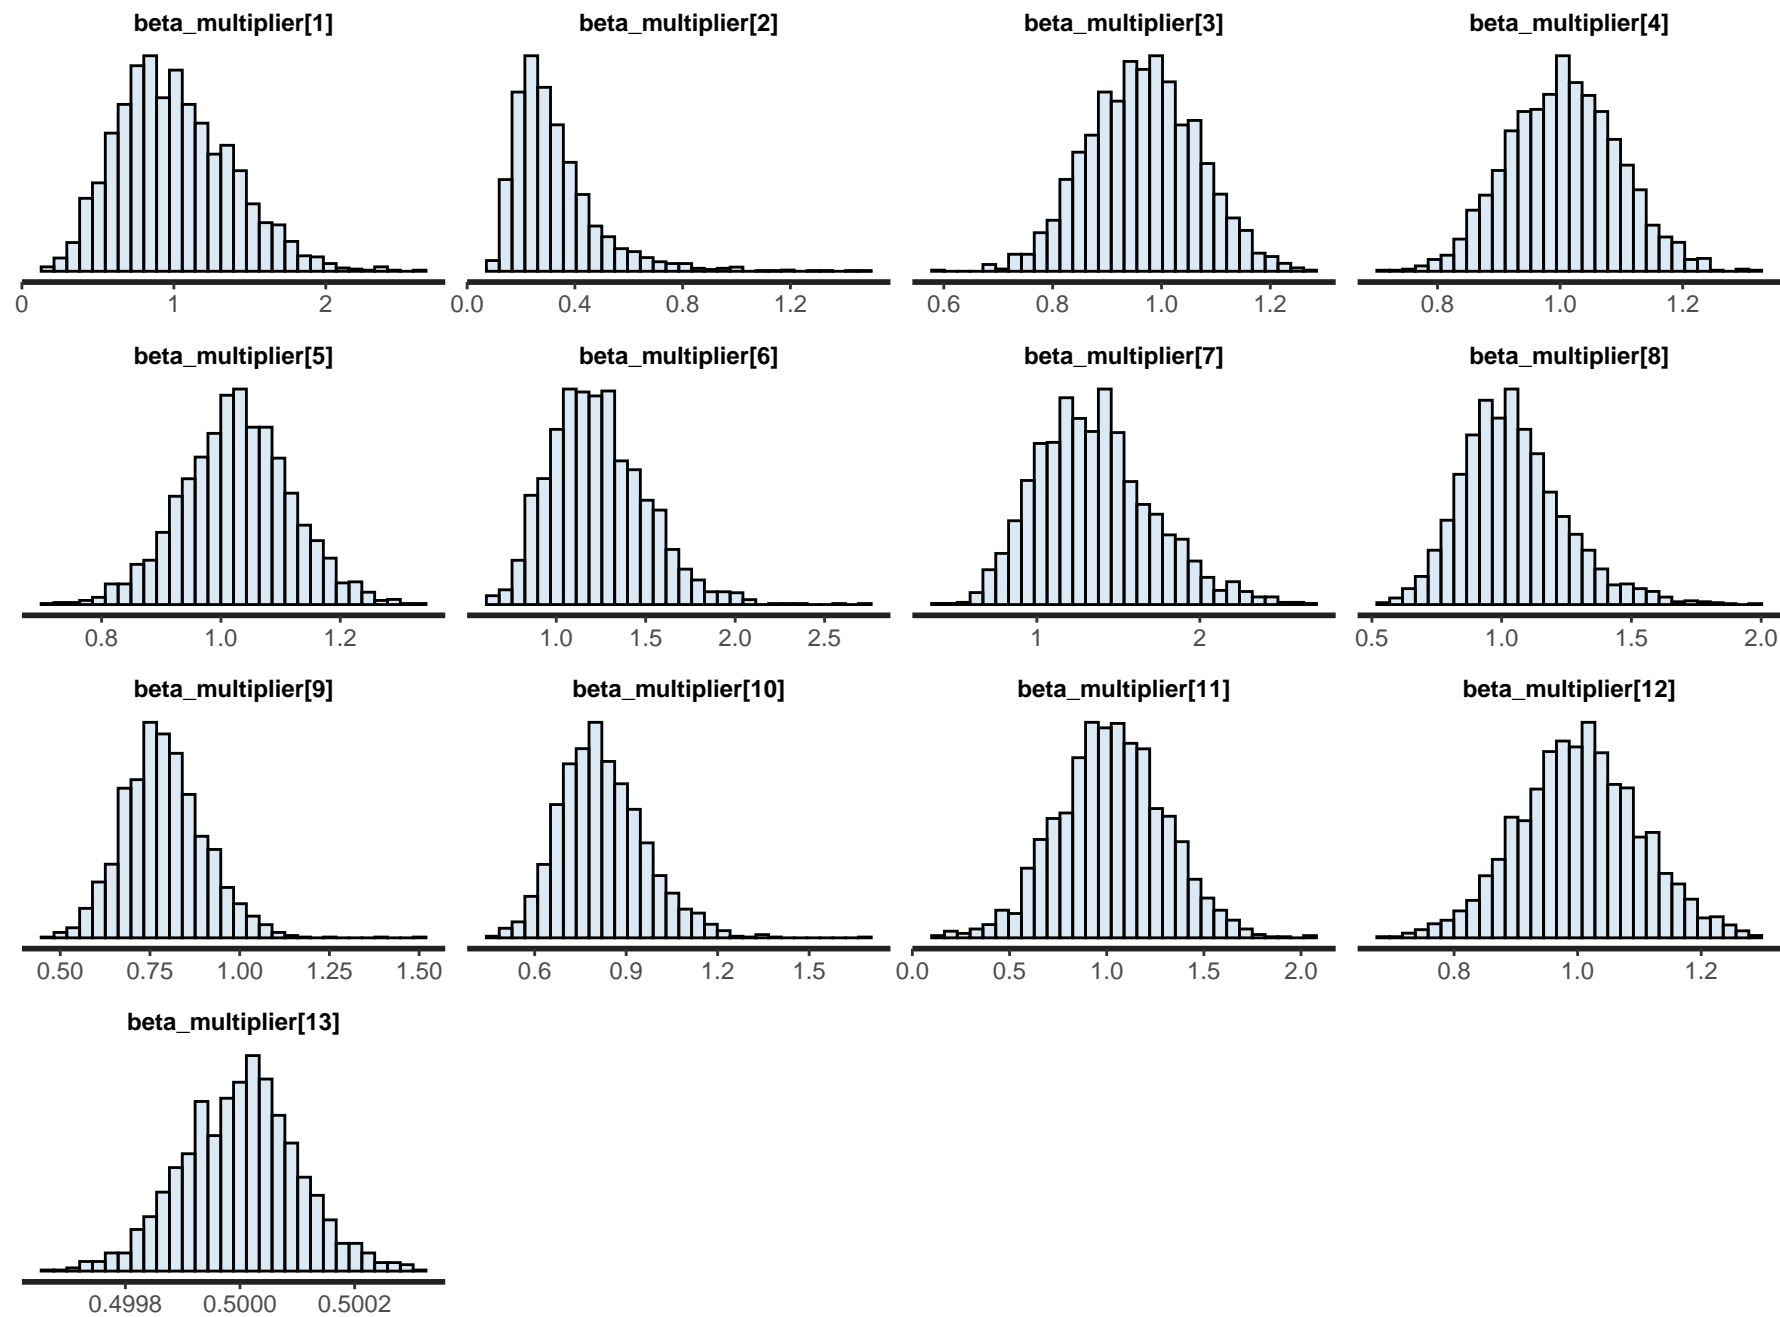 beta_multiplier[1] beta_multiplier[2] beta_multiplier[3] beta_multiplier[4]
0 1 2 0.0 0.4 0.8 1.2 0.6 0.8 1.0 1.2 0.8 1.0 1.2
beta_multiplier[5] beta_multiplier[6] beta_multiplier[7] beta_multiplier[8]
0.8 1.0 1.2 1.0 1.5 2.0 2.5 1 2 0.5 1.0 1.5 2.0
beta_multiplier[9] beta_multiplier[10] beta_multiplier[11] beta_multiplier[12]
0.50 0.75 1.00 1.25 1.50 0.6 0.9 1.2 1.5 0.0 0.5 1.0 1.5 2.0 0.8 1.0 1.2
beta_multiplier[13]
0.4998 0.5000 0.5002